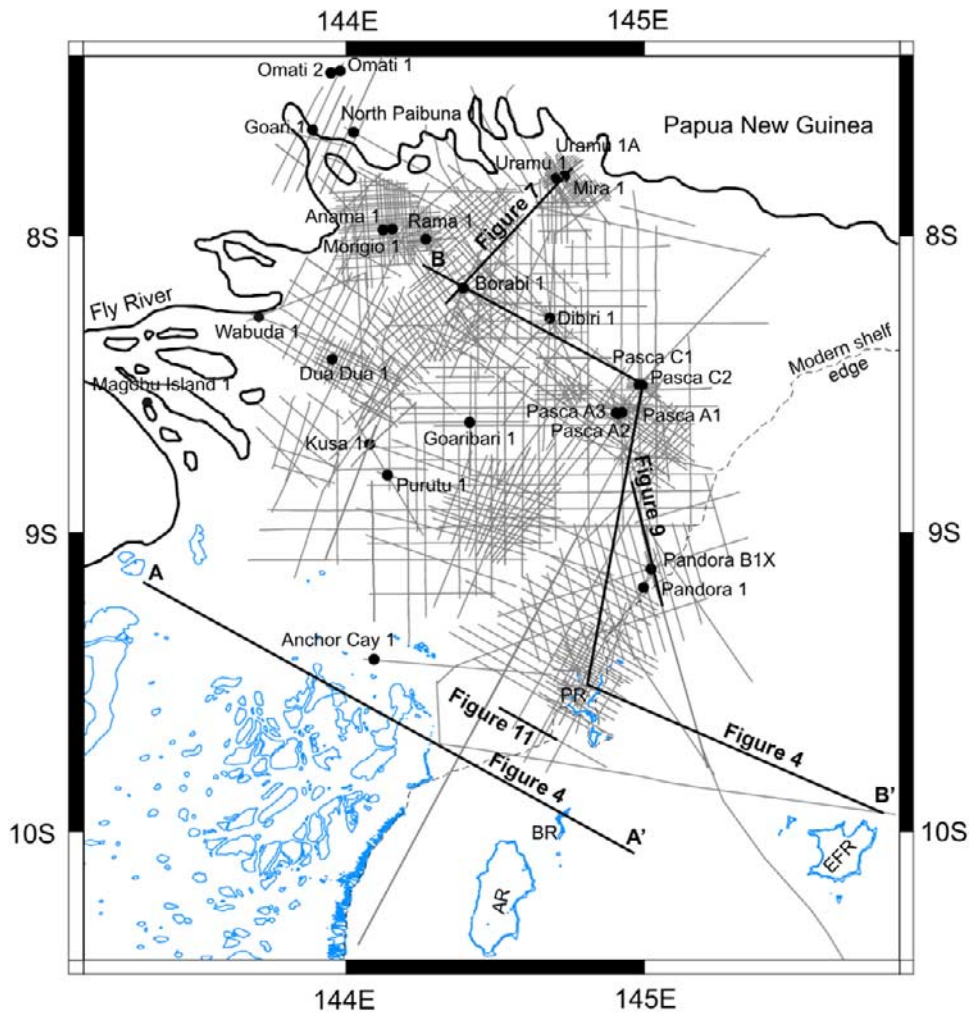 144E 145E
Omati 2 Omati 1
Goari 1 North Paibuna 1
Papua New Guinea
Uramu 1A
Uramu 1
Mira 1
Anama 1 Rama 1
Morigio 1
Figure 7
8S 8S
B
Borabi 1
Fly River
Wabuda 1
Dibiri 1
Modern shelf
edge
Dua Dua 1
Pasca C1
Pasca C2
Magobu Island 1
Pasca A3 Pasca A1
Pasca A2
Kusa 1 Goaribari 1
Purutu 1
Figure 9
9S 9S
Pandora B1X
Pandora 1
A
Anchor Cay 1
PR
Figure 11
Figure 4
Figure 4
B'
10S 10S
BR
A'
EFR
AR
144E 145E